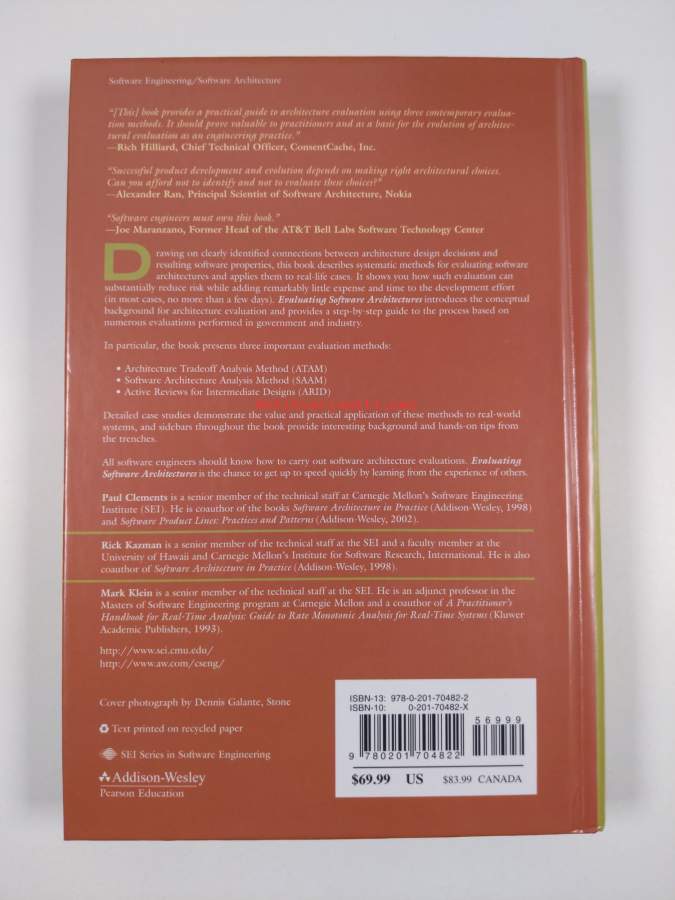 Software Engineering/Software Architecture
“[This] book provides a practical guide to architecture evaluation using three contemporary evalua-
tion methods. It should prove valuable to practitioners and as a basis for the evolution of architec-
tural evaluation as an engineering practice.”
—Rich Hilliard, Chief Technical Officer, ConsentCache, Inc.
“Successful product development and evolution depends on making right architectural choices.
Can you afford not to identify and not to evaluate these choices?”
—Alexander Ran, Principal Scientist of Software Architecture, Nokia
“Software engineers must own this book.”
—Joe Maranzano, Former Head of the AT&T Bell Labs Software Technology Center
Drawing on clearly identified connections between architecture design decisions and
resulting software properties, this book describes systematic methods for evaluating software
architectures and applies them to real-life cases. It shows you how such evaluation can
substantially reduce risk while adding remarkably little expense and time to the development effort
(in most cases, no more than a few days). Evaluating Software Architectures introduces the conceptual
background for architecture evaluation and provides a step-by-step guide to the process based on
numerous evaluations performed in government and industry.
In particular, the book presents three important evaluation methods:
• Architecture Tradeoff Analysis Method (ATAM)
• Software Architecture Analysis Method (SAAM)
• Active Reviews for Intermediate Designs (ARID)
Detailed case studies demonstrate the value and practical application of these methods to real-world
systems, and sidebars throughout the book provide interesting background and hands-on tips from
the trenches.
All software engineers should know how to carry out software architecture evaluations. Evaluating
Software Architectures is the chance to get up to speed quickly by learning from the experience of others.
Paul Clements is a senior member of the technical staff at Carnegie Mellon’s Software Engineering
Institute (SEI). He is coauthor of the books Software Architecture in Practice (Addison-Wesley, 1998)
and Software Product Lines: Practices and Patterns (Addison-Wesley, 2002).
Rick Kazman is a senior member of the technical staff at the SEI and a faculty member at the
University of Hawaii and Carnegie Mellon’s Institute for Software Research, International. He is also
coauthor of Software Architecture in Practice (Addison-Wesley, 1998).
Mark Klein is a senior member of the technical staff at the SEI. He is an adjunct professor in the
Masters of Software Engineering program at Carnegie Mellon and a coauthor of A Practitioner’s
Handbook for Real-Time Analysis: Guide to Rate Monotonic Analysis for Real-Time Systems (Kluwer
Academic Publishers, 1993).
http://www.sei.cmu.edu/
http://www.aw.com/cseng/
Cover photograph by Dennis Galante, Stone
Text printed on recycled paper
SEI Series in Software Engineering
Addison-Wesley
Pearson Education
ISBN-13: 978-0-201-70482-2
ISBN-10: 0-201-70482-X
56999
9 780201 704822
$69.99 US $83.99 CANADA